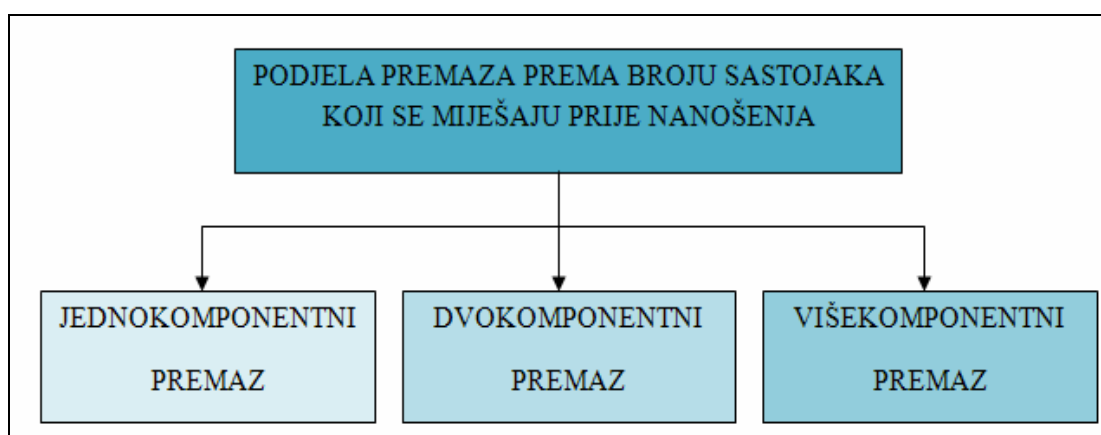 PODJELA PREMAZA PREMA BROJU SASTOJAKA
KOJI SE MIJEŠAJU PRIJE NANOŠENJA
JEDNOKOMPONENTNI
PREMAZ
DVOKOMPONENTNI
PREMAZ
VIŠEKOMPONENTNI
PREMAZ